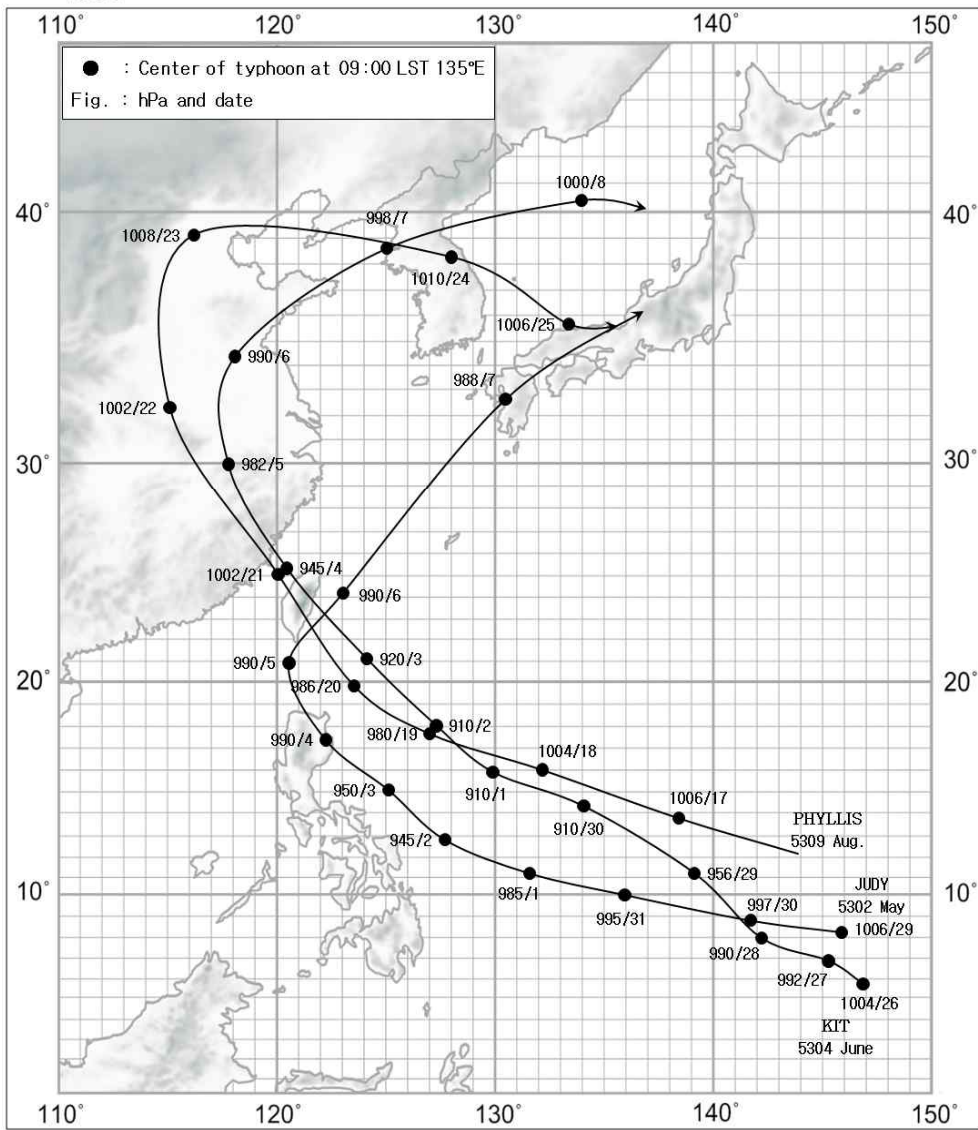 110° 120° 130° 140° 150°
● : Center of typhoon at 09:00 LST 135°E
Fig. : hPa and date
1000/8
40° 998/7 40°
1008/23
1010/24
1006/25
990/6
988/7
1002/22
30° 982/5 30°
945/4
1002/21
990/6
920/3
990/5
20° 986/20 20°
910/2
980/19
990/4
1004/18
910/1
950/3
1006/17
910/30
PHYLLIS
5309 Aug.
945/2
956/29
985/1
10° JUDY 10°
997/30 5302 May
995/31
1006/29
990/28
992/27
1004/26
KIT
5304 June
110° 120° 130° 140° 150°